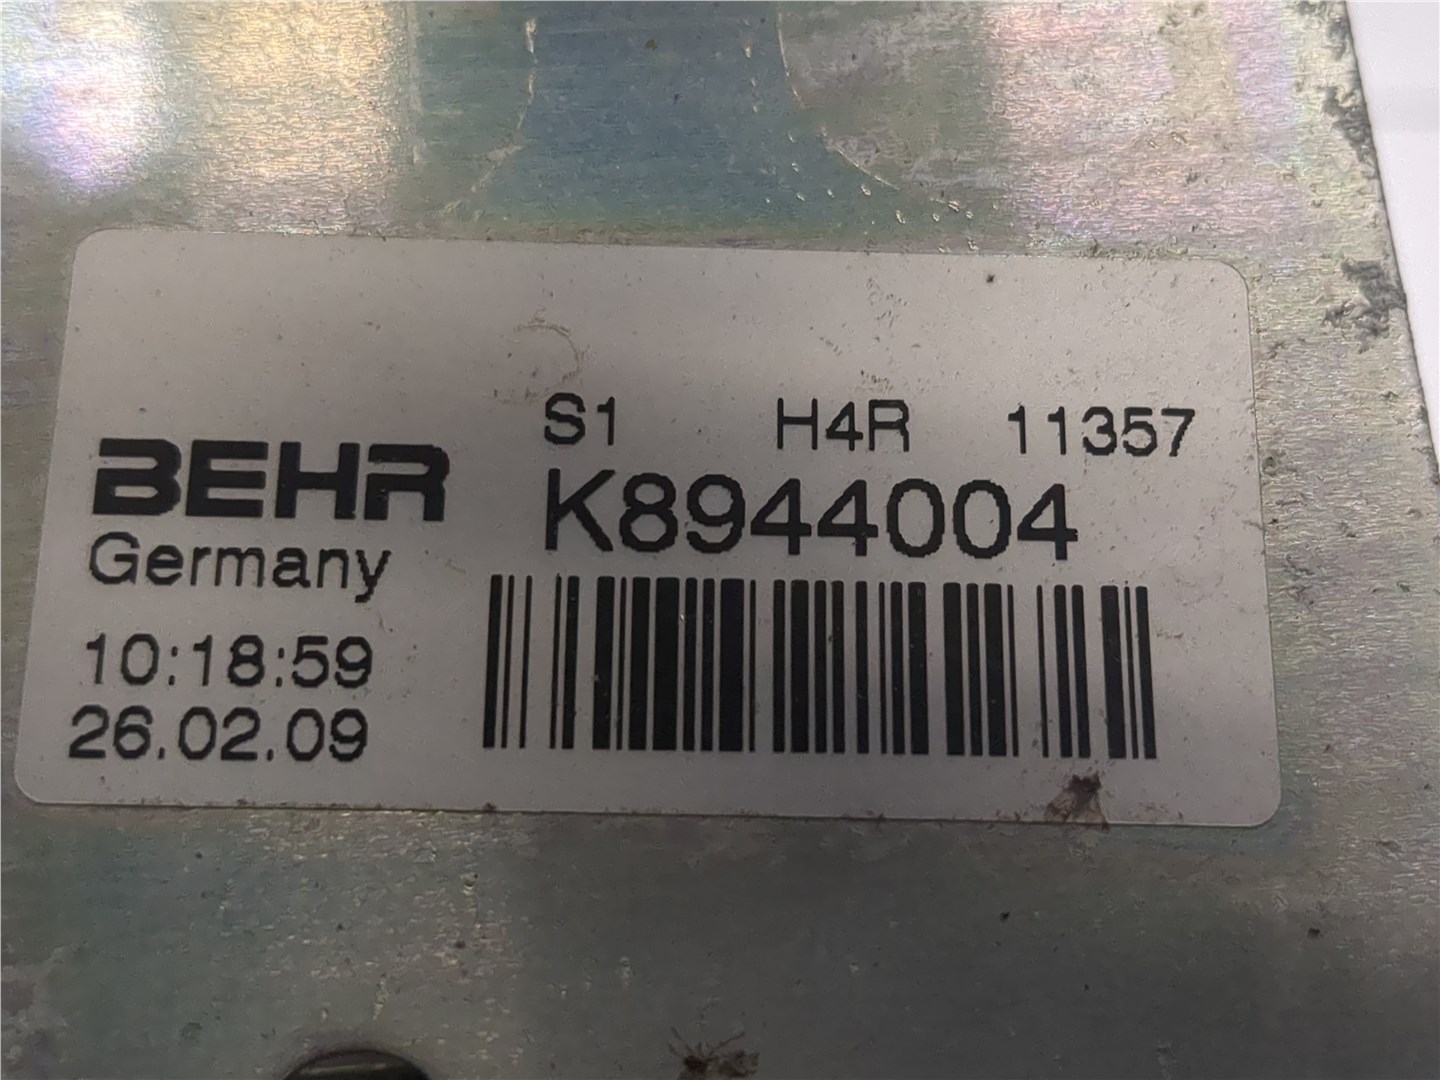 S1 H4R 11357
BEHR K8944004
Germany
10:18:59
26.02.09